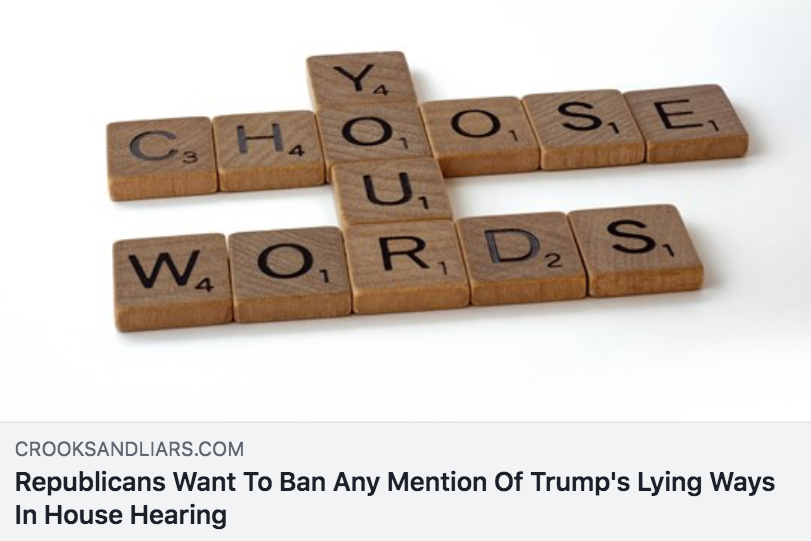 Y₄
C₃ H₄ O₁ O₁ S₁ E₁
U₁
W₄ O₁ R₁ D₂ S₁
CROOKSANDLIARS.COM
Republicans Want To Ban Any Mention Of Trump's Lying Ways
In House Hearing